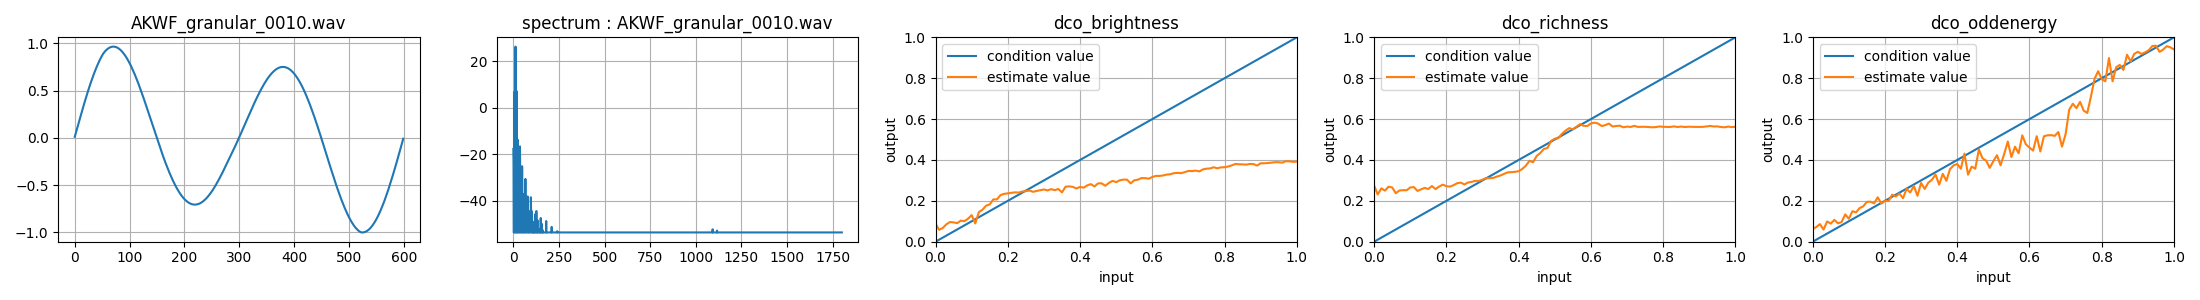 AKWF_granular_0010.wav
1.0
0.5
0.0
−0.5
−1.0
0 100 200 300 400 500 600
spectrum : AKWF_granular_0010.wav
20
0
−20
−40
0 250 500 750 1000 1250 1500 1750
dco_brightness
condition value
estimate value
output
1.0
0.8
0.6
0.4
0.2
0.0
0.0 0.2 0.4 0.6 0.8 1.0
input
dco_richness
condition value
estimate value
output
1.0
0.8
0.6
0.4
0.2
0.0
0.0 0.2 0.4 0.6 0.8 1.0
input
dco_oddenergy
condition value
estimate value
output
1.0
0.8
0.6
0.4
0.2
0.0
0.0 0.2 0.4 0.6 0.8 1.0
input